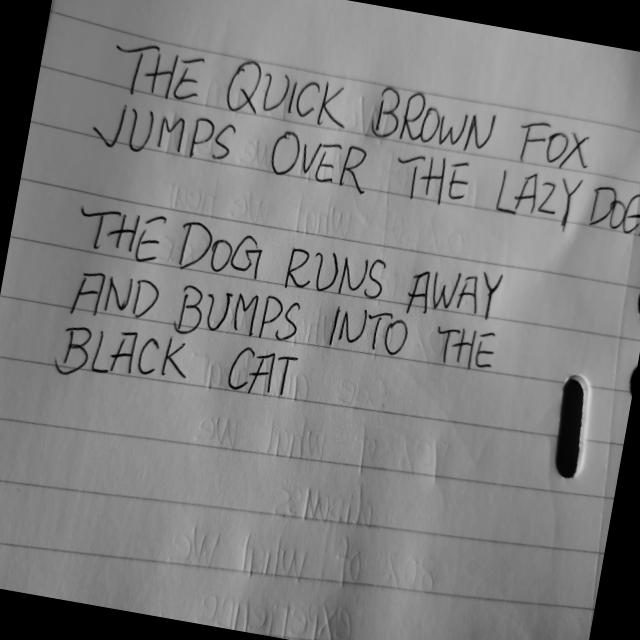 THE QUICK BROWN FOX
JUMPS OVER THE LAZY DOG
THE DOG RUNS AWAY
AND BUMPS INTO THE
BLACK CAT